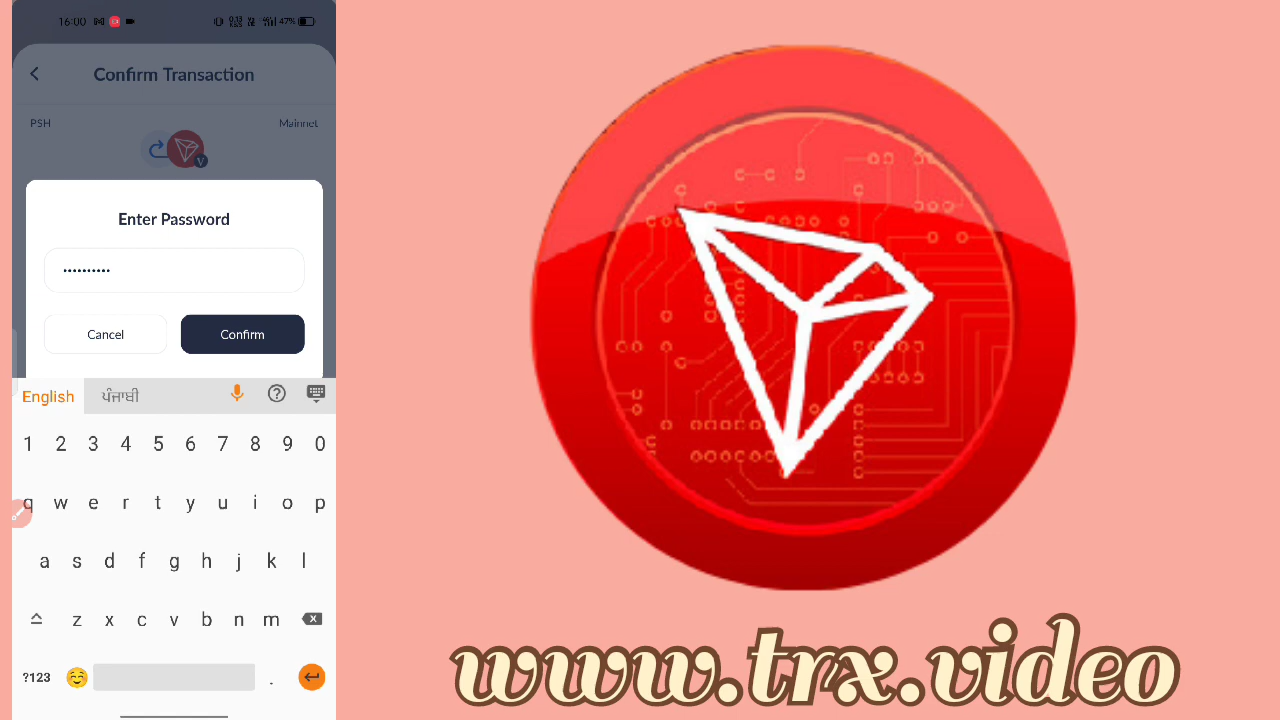 16:00 47%
Confirm Transaction
PSH Mainnet
V
Enter Password
••••••••••
Cancel Confirm
English ਪੰਜਾਬੀ
1 2 3 4 5 6 7 8 9 0
q w e r t y u i o p
a s d f g h j k l
z x c v b n m
?123 .
www.trx.video